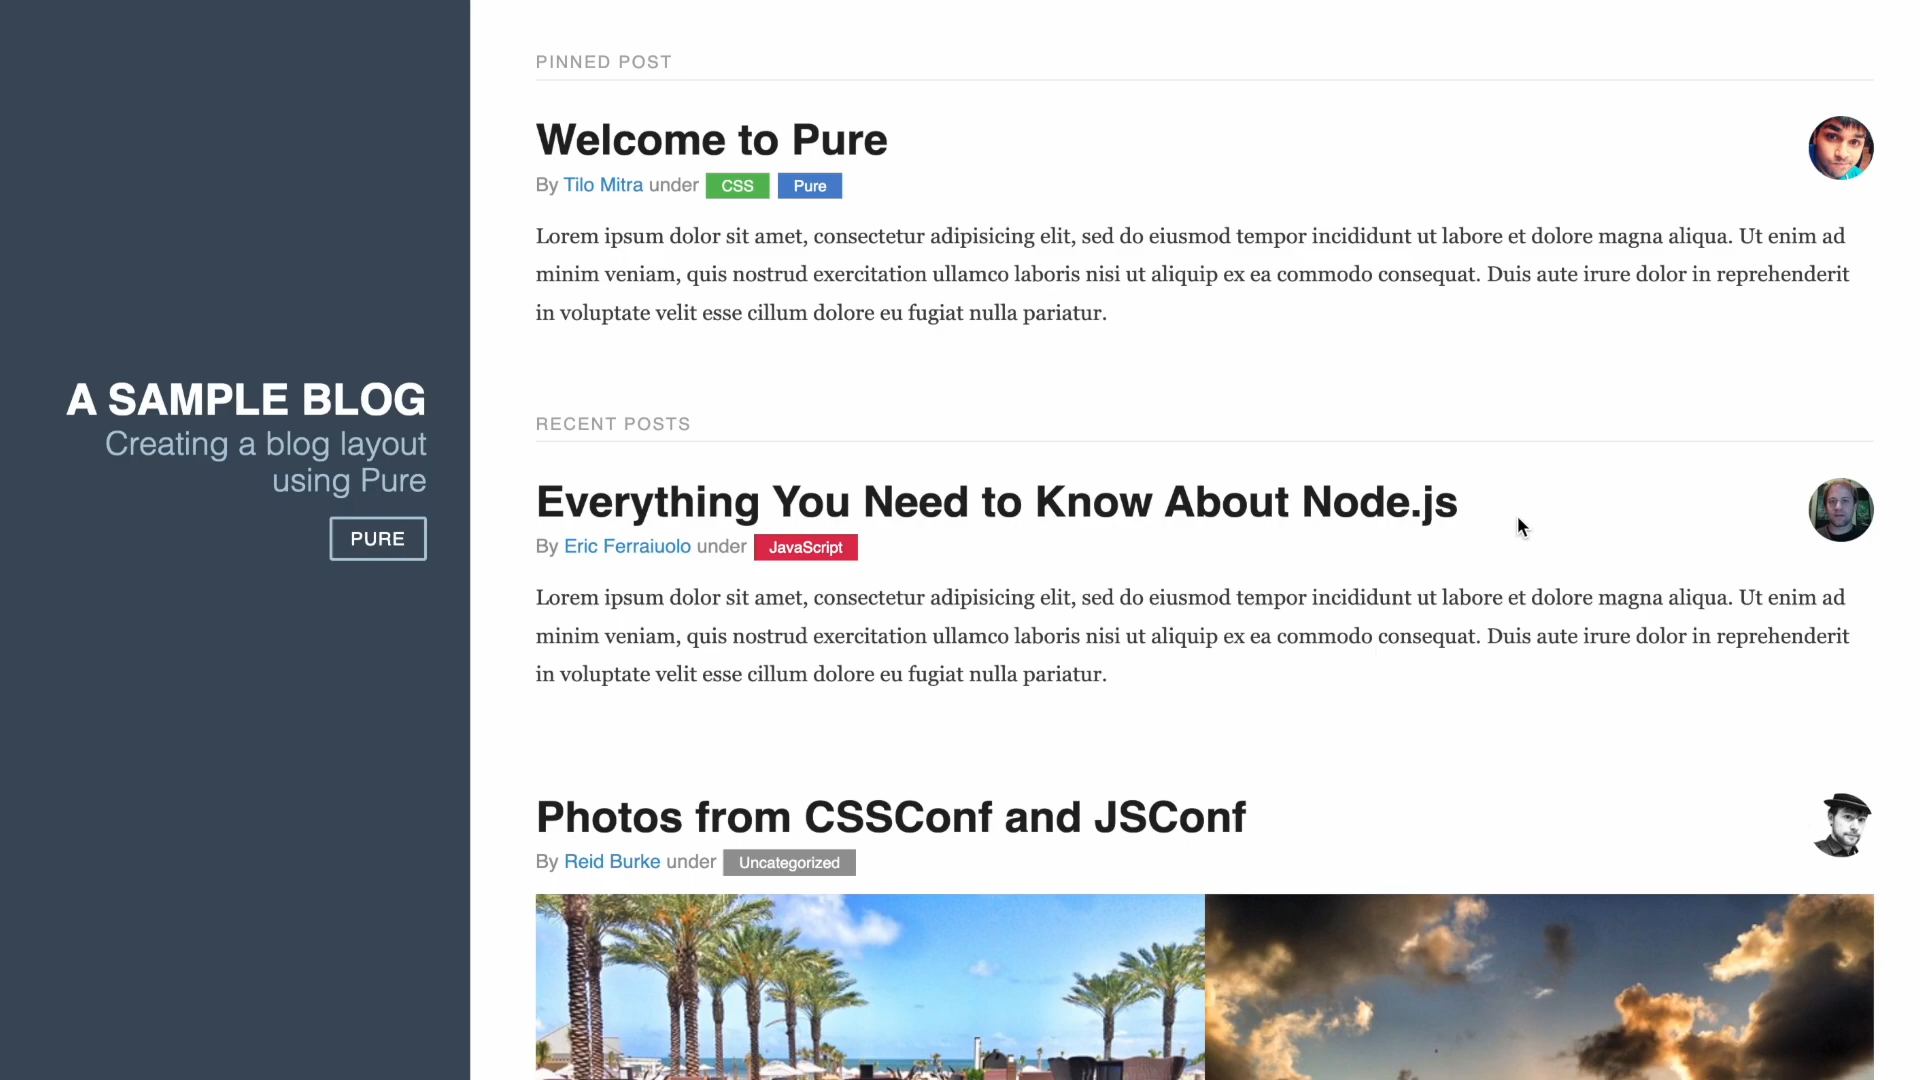 A SAMPLE BLOG
Creating a blog layout
using Pure
PURE
PINNED POST
Welcome to Pure
By Tilo Mitra under CSS Pure
Lorem ipsum dolor sit amet, consectetur adipisicing elit, sed do eiusmod tempor incididunt ut labore et dolore magna aliqua. Ut enim ad
minim veniam, quis nostrud exercitation ullamco laboris nisi ut aliquip ex ea commodo consequat. Duis aute irure dolor in reprehenderit
in voluptate velit esse cillum dolore eu fugiat nulla pariatur.
RECENT POSTS
Everything You Need to Know About Node.js
By Eric Ferraiuolo under JavaScript
Lorem ipsum dolor sit amet, consectetur adipisicing elit, sed do eiusmod tempor incididunt ut labore et dolore magna aliqua. Ut enim ad
minim veniam, quis nostrud exercitation ullamco laboris nisi ut aliquip ex ea commodo consequat. Duis aute irure dolor in reprehenderit
in voluptate velit esse cillum dolore eu fugiat nulla pariatur.
Photos from CSSConf and JSConf
By Reid Burke under Uncategorized